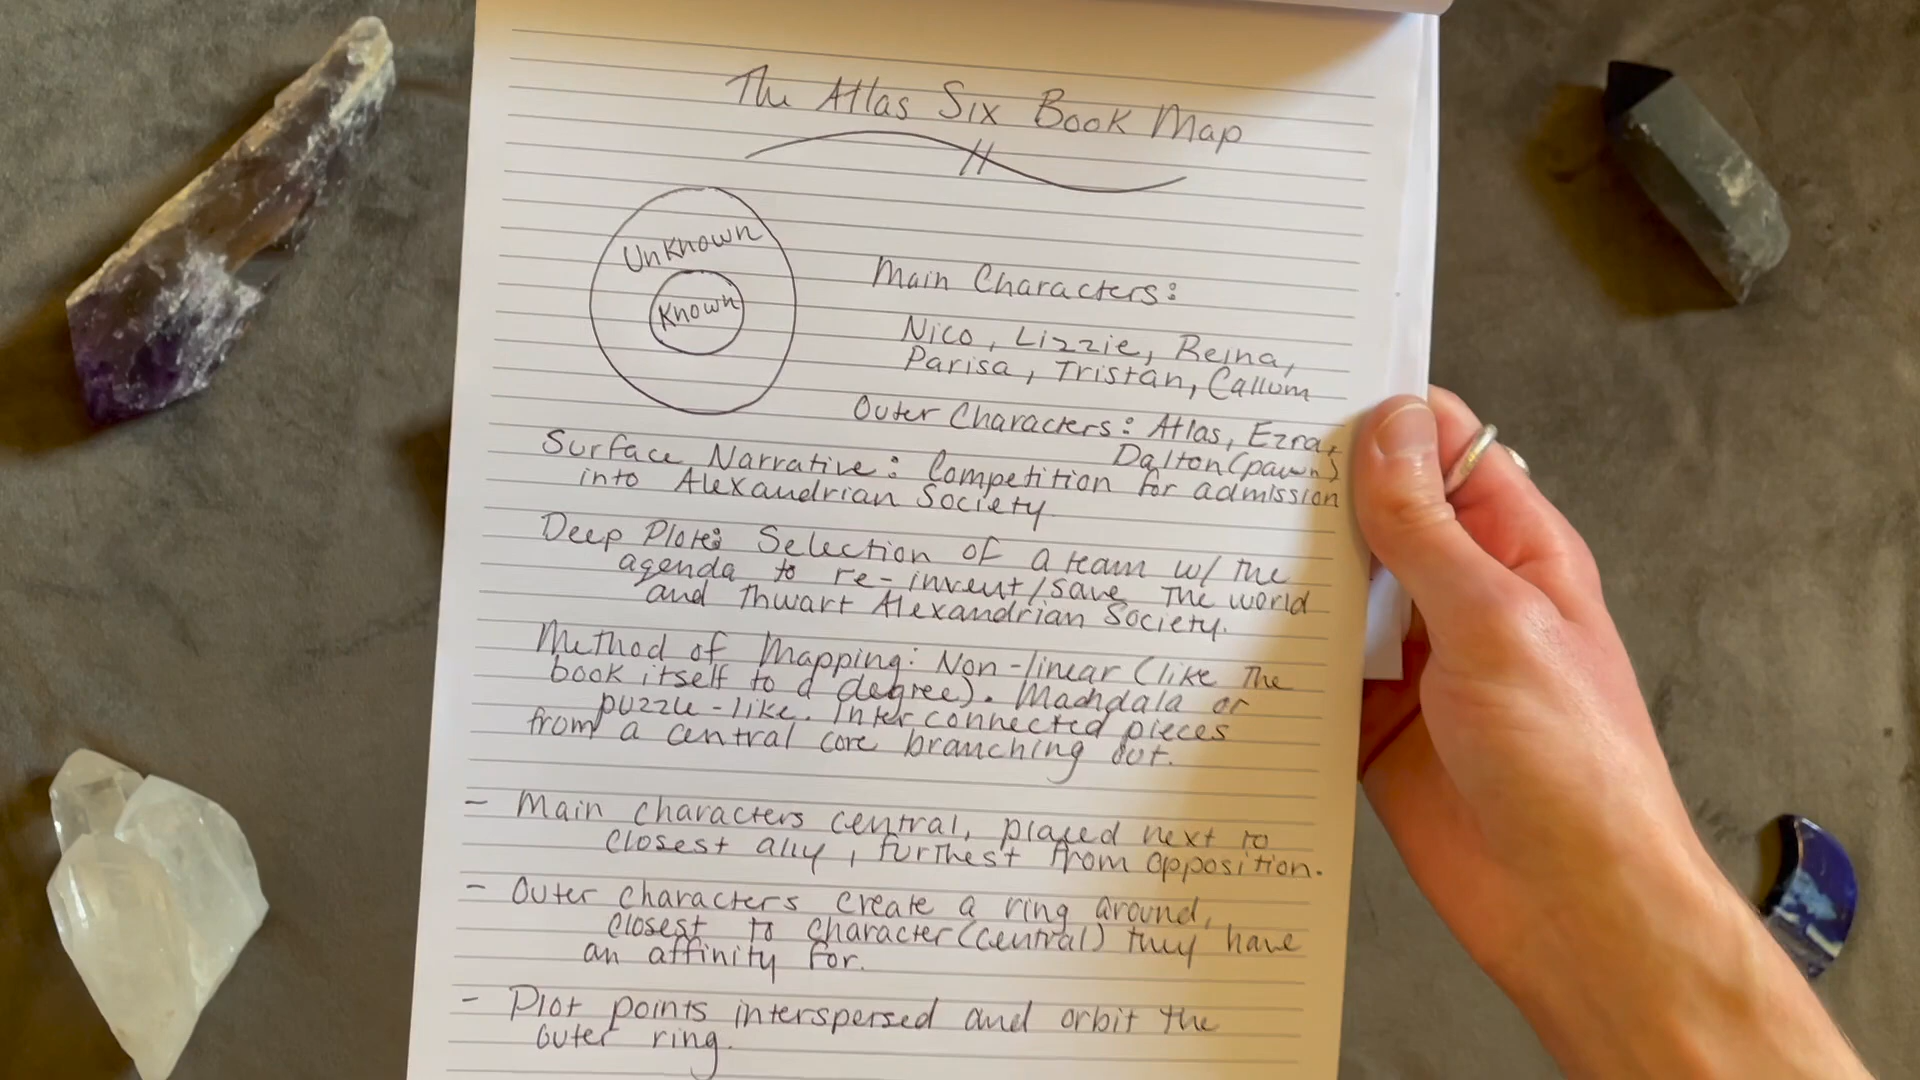 The Atlas Six Book Map
Unknown
Known
Main Characters:
Nico, Lizzie, Reina,
Parisa, Tristan, Callum
Outer Characters: Atlas, Ezra,
Dalton (pawn)
Surface Narrative: Competition for admission
into Alexandrian Society
Deep Plot: Selection of a team w/ the
agenda to re-invent/save the world
and thwart Alexandrian Society.
Method of Mapping: Non-linear (like the
book itself to a degree). Mandala or
puzzle-like. Interconnected pieces
from a central core branching out.
- Main characters central, placed next to
closest ally, furthest from opposition.
- Outer characters create a ring around,
closest to character (central) they have
an affinity for.
- Plot points interspersed and orbit the
outer ring.